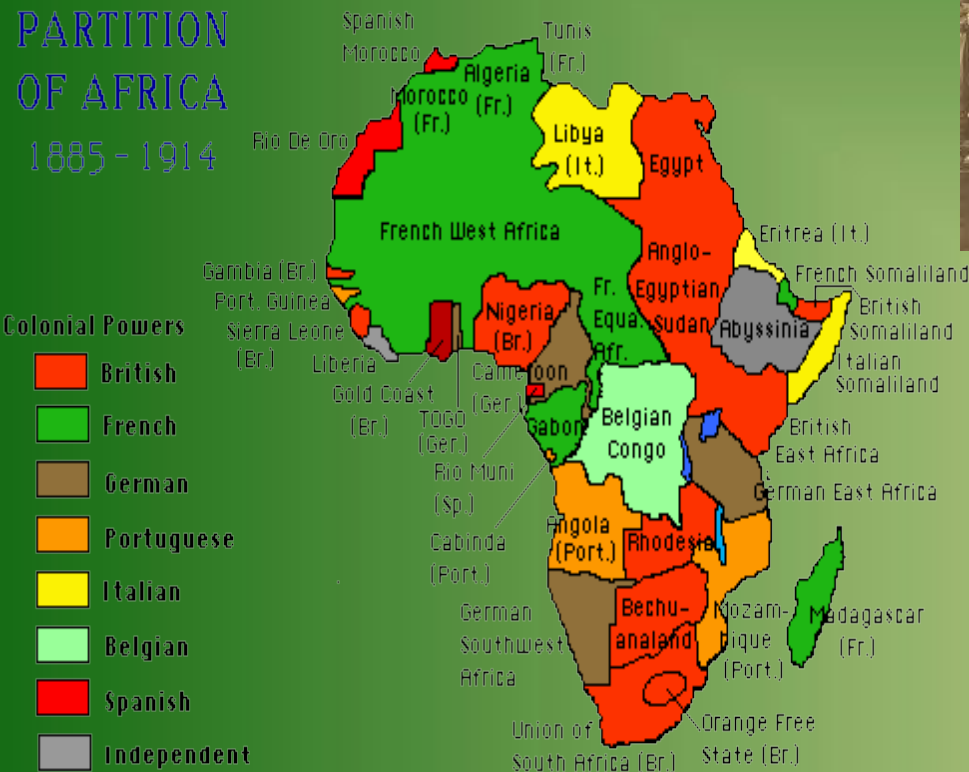 PARTITION
OF AFRICA
1885 - 1914
Spanish
Morocco
Tunis
(Fr.)
Algeria
(Fr.)
Morocco
(Fr.)
Rio De Oro
Libya
(It.)
Egypt
French West Africa
Eritrea (It.)
Anglo-
Egyptian
Sudan
Gambia (Br.)
Port. Guinea
Sierra Leone
(Br.)
Liberia
Gold Coast
(Br.)
TOGO
(Ger.)
Nigeria
(Br.)
Cameroon
(Ger.)
Fr.
Equa.
Afr.
French Somaliland
British
Somaliland
Italian
Somaliland
Abyssinia
Gabon
Rio Muni
(Sp.)
Cabinda
(Port.)
Belgian
Congo
British
East Africa
German East Africa
Angola
(Port.)
Rhodesia
German
Southwest
Africa
Bechu-
analand
Mozam-
bique
(Port.)
Madagascar
(Fr.)
Union of
South Africa (Br.)
Orange Free
State (Br.)
Colonial Powers
British
French
German
Portuguese
Italian
Belgian
Spanish
Independent